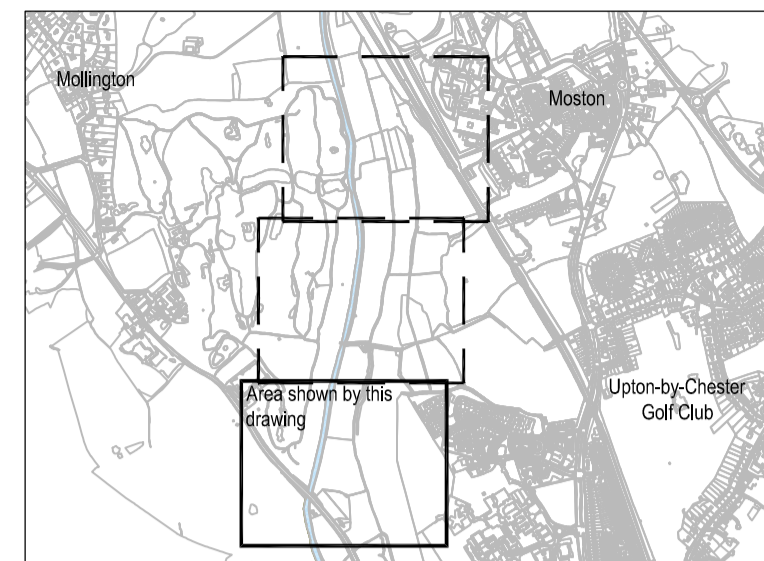 Mollington
Moston
Area shown by this
drawing
Upton-by-Chester
Golf Club